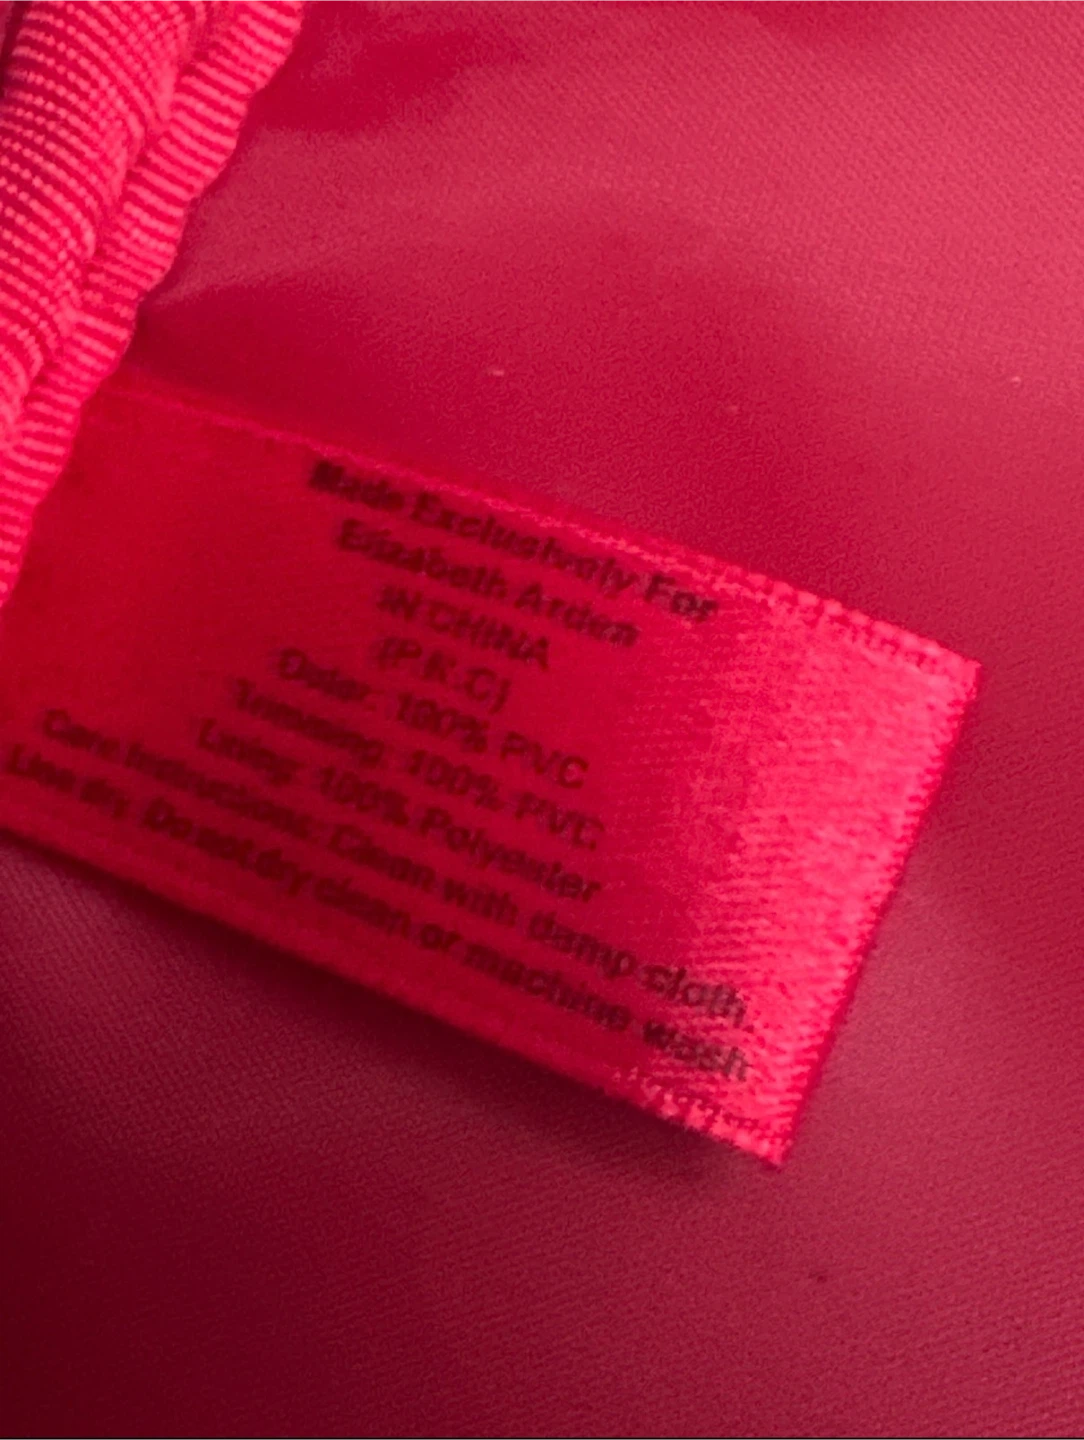 Made Exclusively For
Elizabeth Arden
IN CHINA
(P.R.C)
Outer: 100% PVC
Trimming: 100% PVC
Lining: 100% Polyester
Care Instructions: Clean with damp cloth.
Line dry. Do not dry clean or machine wash